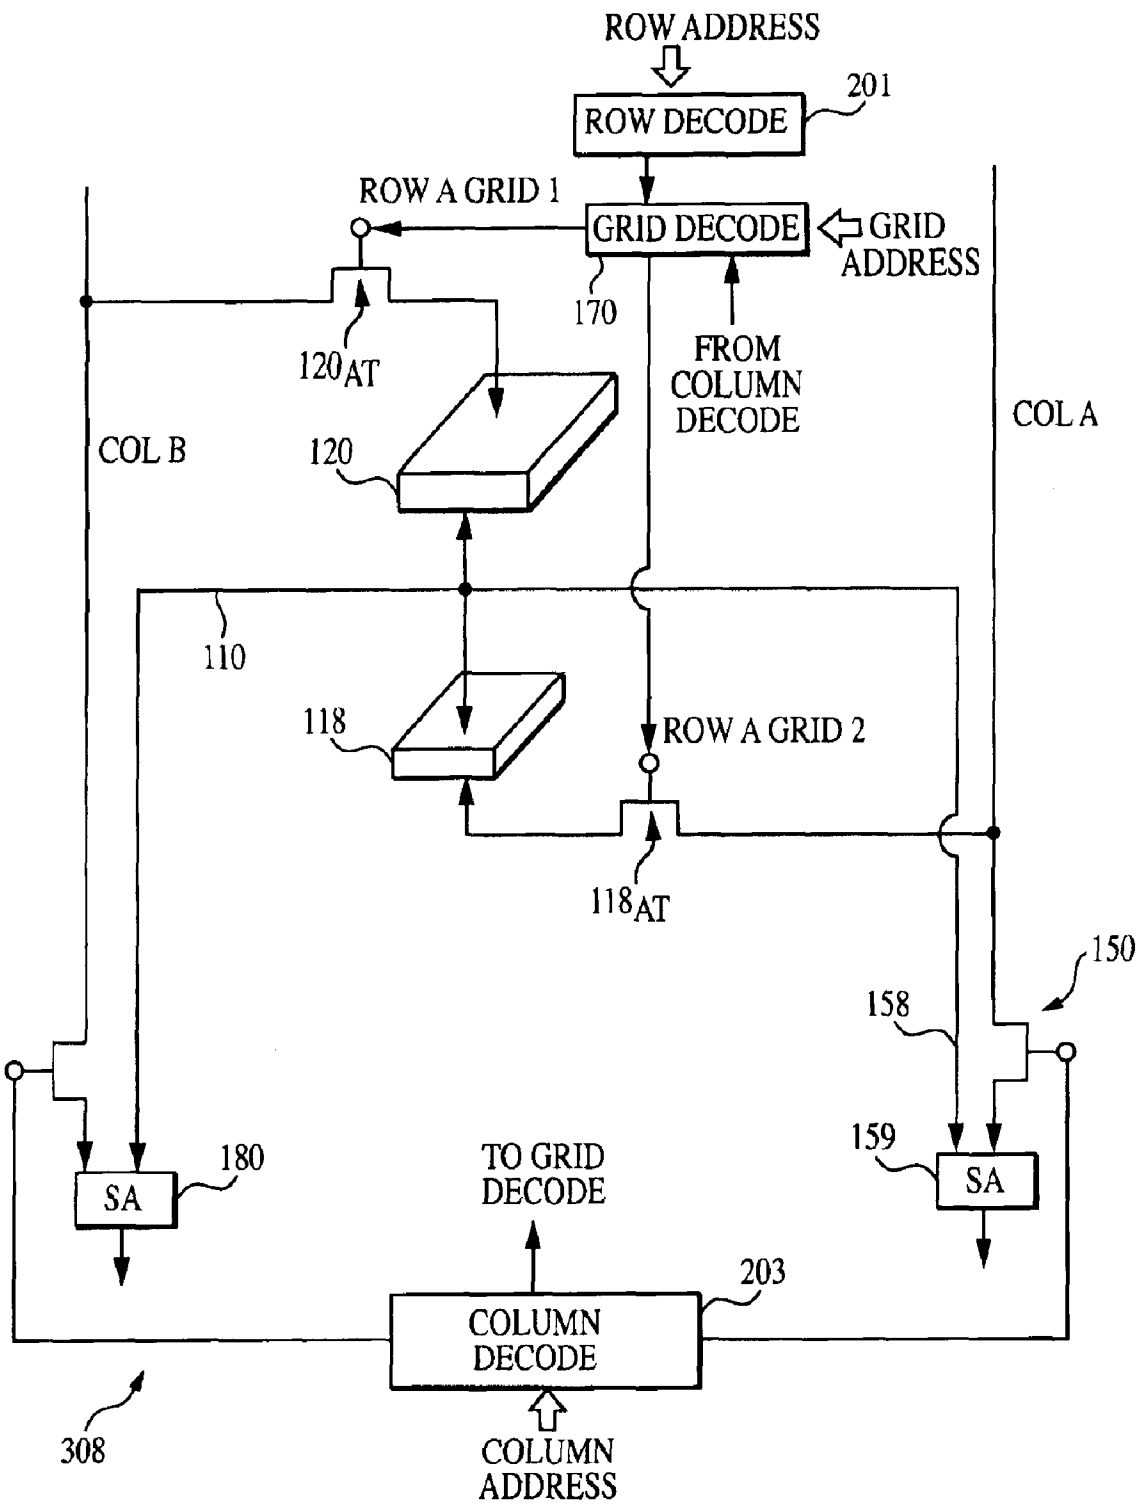 ROW ADDRESS
201
ROW DECODE
ROW A GRID 1
GRID DECODE
GRID
ADDRESS
170
120AT
FROM
COLUMN
DECODE
COL A
COL B
120
110
118
ROW A GRID 2
118AT
150
158
180
SA
159
SA
TO GRID
DECODE
203
COLUMN
DECODE
308
COLUMN
ADDRESS